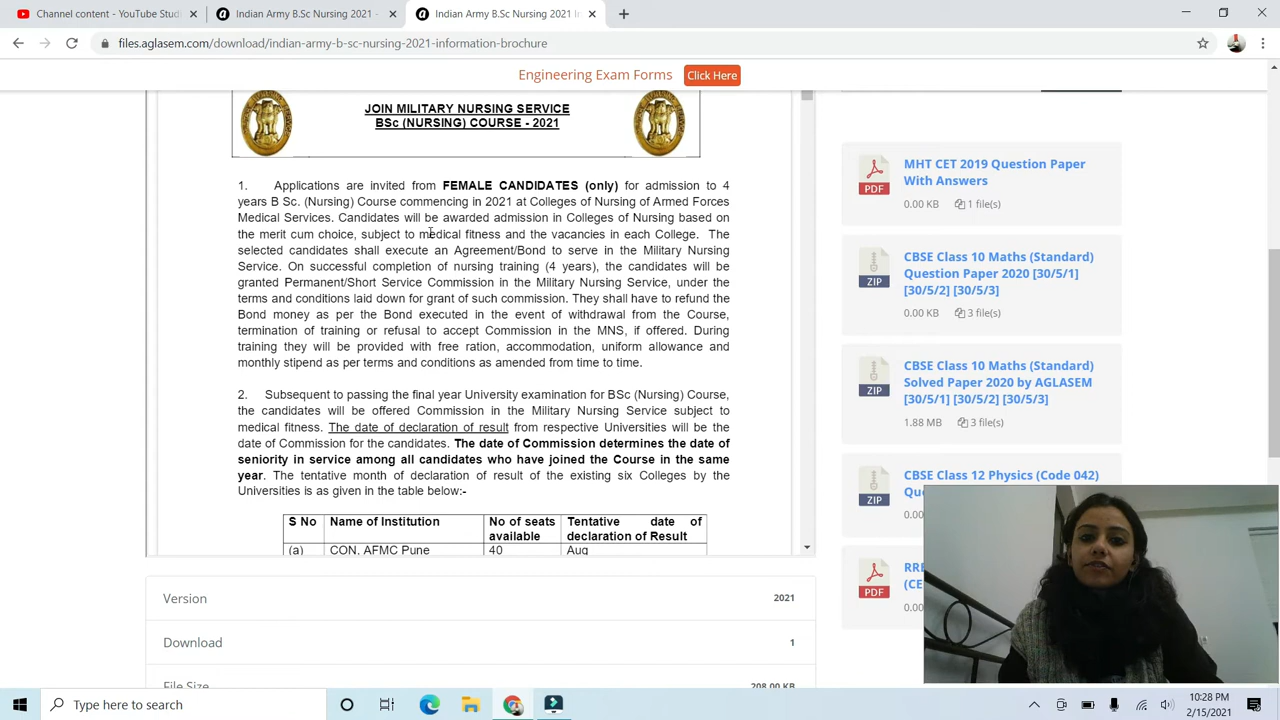 Content - YouTube Studio
Indian Army B.Sc Nursing 2021
Indian Army B.Sc Nursing 2021 In
files.aglasem.com/download/indian-army-b-sc-nursing-2021-information-brochure
Engineering Exam Forms Click Here
JOIN MILITARY NURSING SERVICE
BSc (NURSING) COURSE - 2021
1. Applications are invited from FEMALE CANDIDATES (only) for admission to 4
years B Sc. (Nursing) Course commencing in 2021 at Colleges of Nursing of Armed Forces
Medical Services. Candidates will be awarded admission in Colleges of Nursing based on
the merit cum choice, subject to medical fitness and the vacancies in each College. The
selected candidates shall execute an Agreement/Bond to serve in the Military Nursing
Service. On successful completion of nursing training (4 years), the candidates will be
granted Permanent/Short Service Commission in the Military Nursing Service, under the
terms and conditions laid down for grant of such commission. They shall have to refund the
Bond money as per the Bond executed in the event of withdrawal from the Course,
termination of training or refusal to accept Commission in the MNS, if offered. During
training they will be provided with free ration, accommodation, uniform allowance and
monthly stipend as per terms and conditions as amended from time to time.
2. Subsequent to passing the final year University examination for BSc (Nursing) Course,
the candidates will be offered Commission in the Military Nursing Service subject to
medical fitness. The date of declaration of result from respective Universities will be the
date of Commission for the candidates. The date of Commission determines the date of
seniority in service among all candidates who have joined the Course in the same
year. The tentative month of declaration of result of the existing six Colleges by the
Universities is as given in the table below:-
S No Name of Institution No of seats available Tentative date of declaration of Result
(a) CON, AFMC Pune 40 Aug
Version 2021
Download 1
File Size 208.00 KB
MHT CET 2019 Question Paper
With Answers
PDF
0.00 KB 1 file(s)
CBSE Class 10 Maths (Standard)
Question Paper 2020 [30/5/1]
[30/5/2] [30/5/3]
ZIP
0.00 KB 3 file(s)
CBSE Class 10 Maths (Standard)
Solved Paper 2020 by AGLASEM
[30/5/1] [30/5/2] [30/5/3]
ZIP
1.88 MB 3 file(s)
CBSE Class 12 Physics (Code 042)
Qu
ZIP
0.00
RRB
(CE
PDF
0.00
Type here to search
10:28 PM
2/15/2021